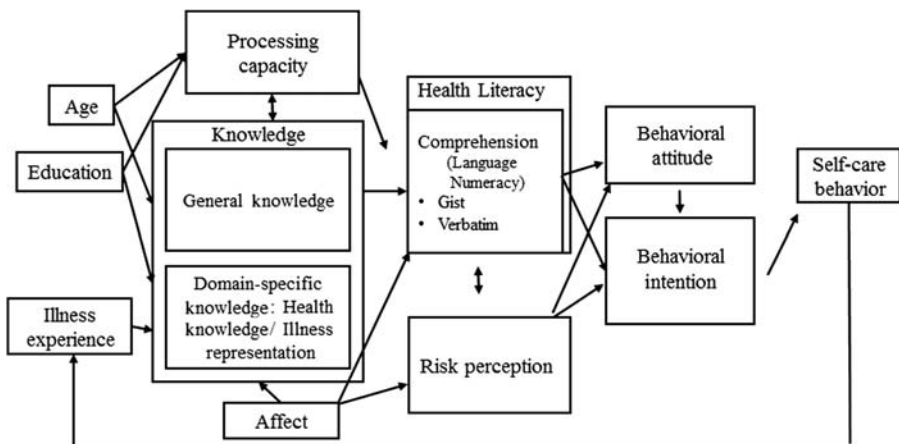 Processing
capacity
Age
Education
Knowledge
General knowledge
Domain-specific
knowledge: Health
knowledge/ Illness
representation
Illness
experience
Affect
Health Literacy
Comprehension
(Language
Numeracy)
• Gist
• Verbatim
Risk perception
Behavioral
attitude
Behavioral
intention
Self-care
behavior